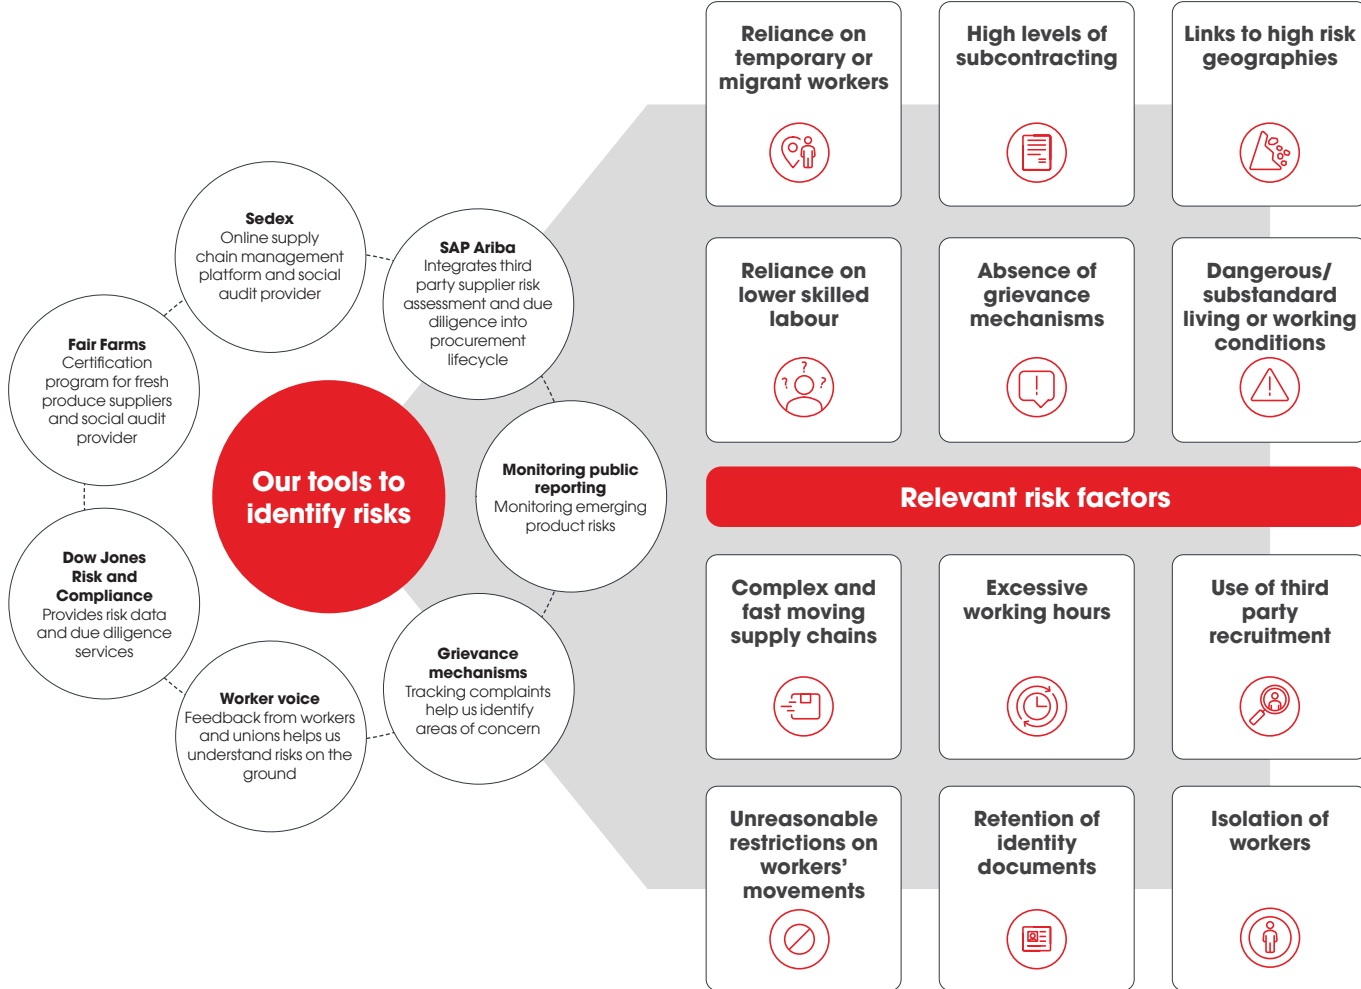 Our tools to
identify risks
Sedex
Online supply
chain management
platform and social
audit provider
SAP Ariba
Integrates third
party supplier risk
assessment and due
diligence into
procurement
lifecycle
Monitoring public
reporting
Monitoring emerging
product risks
Grievance
mechanisms
Tracking complaints
help us identify
areas of concern
Worker voice
Feedback from workers
and unions helps us
understand risks on the
ground
Dow Jones
Risk and
Compliance
Provides risk data
and due diligence
services
Fair Farms
Certification
program for fresh
produce suppliers
and social audit
provider
Reliance on
temporary or
migrant workers
High levels of
subcontracting
Links to high risk
geographies
Reliance on
lower skilled
labour
? ? ?
Absence of
grievance
mechanisms
Dangerous/
substandard
living or working
conditions
Relevant risk factors
Complex and
fast moving
supply chains
Excessive
working hours
Use of third
party
recruitment
Unreasonable
restrictions on
workers’
movements
Retention of
identity
documents
Isolation of
workers